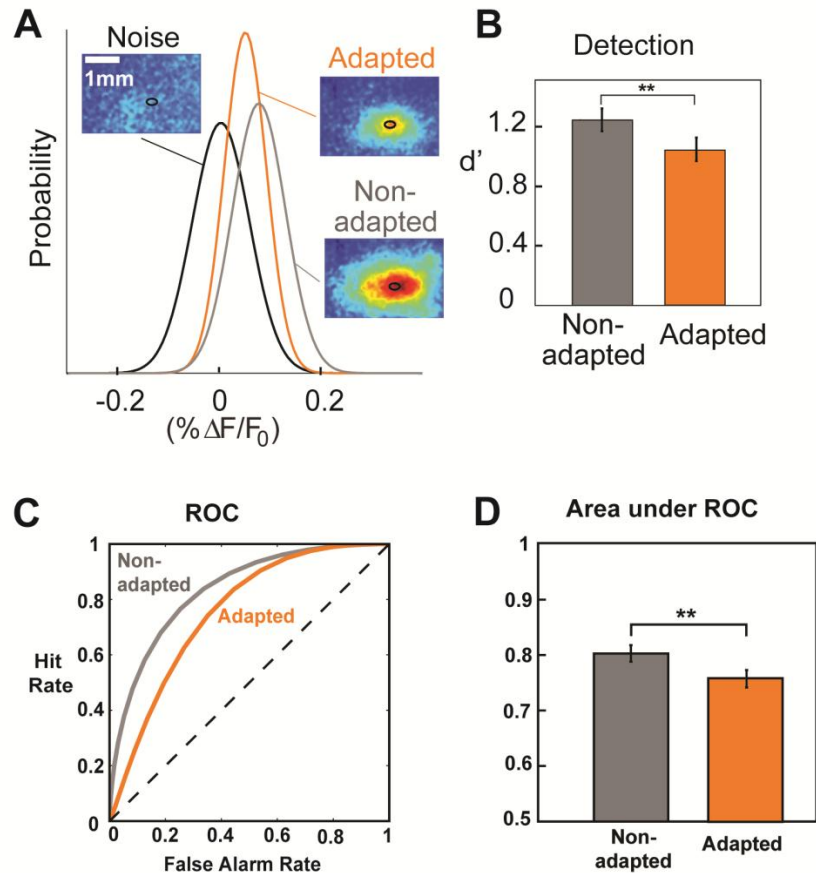 A
Noise
1mm
Adapted
Non-
adapted
Probability
-0.2
0
0.2
(% ΔF/F0)
B
Detection
**
1.2
d'
0.8
0.4
0
Non-
adapted
Adapted
C
ROC
1
Non-
adapted
0.8
Adapted
Hit
Rate
0.6
0.4
0.2
0
0 0.2 0.4 0.6 0.8 1
False Alarm Rate
D
Area under ROC
1
0.9
**
0.8
0.7
0.6
0.5
Non-
adapted
Adapted